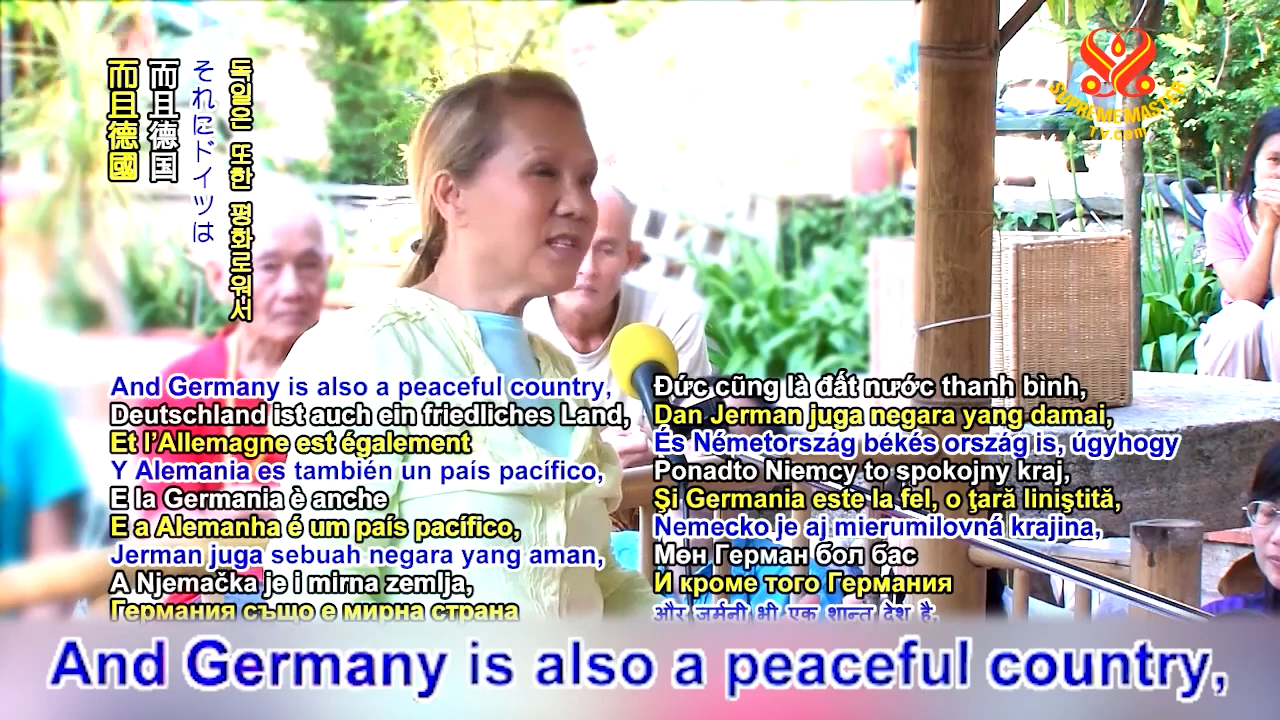 SUPREME MASTER
TV.com
독일은 또한 평화로워서
それにドイツは
而且德国
而且德國
And Germany is also a peaceful country,
Deutschland ist auch ein friedliches Land,
Et l’Allemagne est également
Y Alemania es también un país pacífico,
E la Germania è anche
E a Alemanha é um país pacífico,
Jerman juga sebuah negara yang aman,
A Njemačka je i mirna zemlja,
Германия също е мирна страна
Đức cũng là đất nước thanh bình,
Dan Jerman juga negara yang damai,
És Németország békés ország is, úgyhogy
Ponadto Niemcy to spokojny kraj,
Şi Germania este la fel, o ţară liniştită,
Nemecko je aj mierumilovná krajina,
Мөн Герман бол бас
И кроме того Германия
और जर्मनी भी एक शान्त देश है,
And Germany is also a peaceful country,